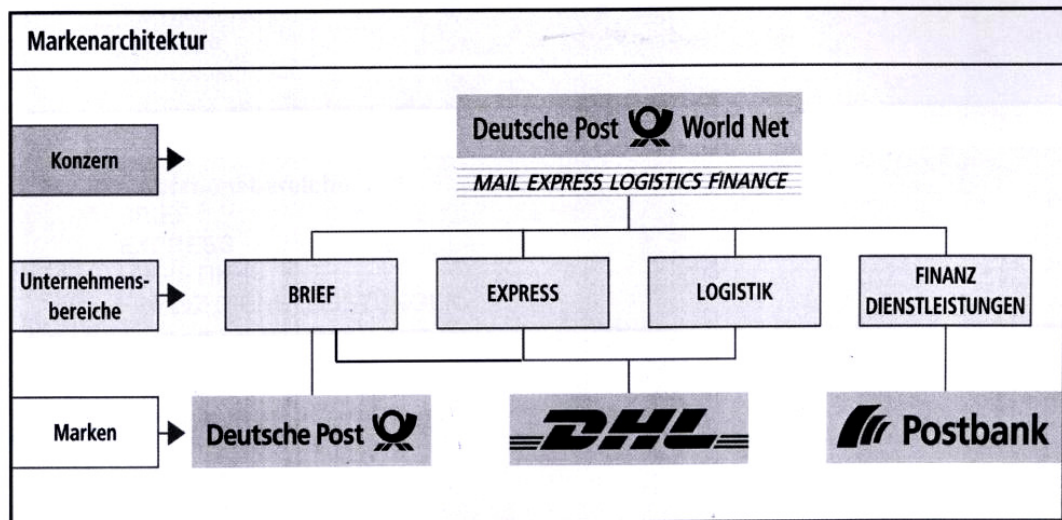 Markenarchitektur
Konzern
Deutsche Post World Net
MAIL EXPRESS LOGISTICS FINANCE
Unternehmens-
bereiche
BRIEF
EXPRESS
LOGISTIK
FINANZ
DIENSTLEISTUNGEN
Marken
Deutsche Post
DHL
Postbank